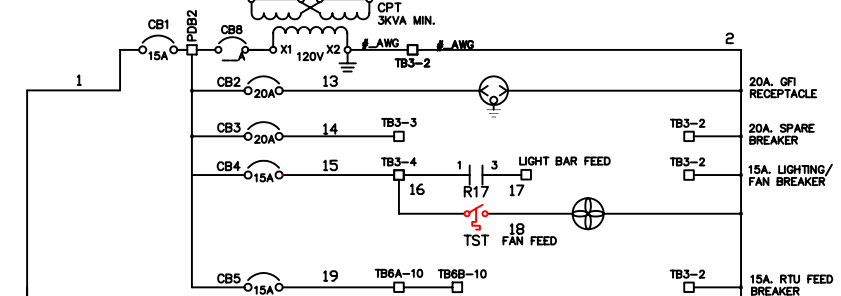 CPT
3KVA MIN.
CB1
15A
PDB2
CB8
__A
X1
120V
X2
#_AWG
#_AWG
TB3-2
2
1
CB2
20A
13
20A. GFI
RECEPTACLE
CB3
20A
14
TB3-3
TB3-2
20A. SPARE
BREAKER
CB4
15A
15
TB3-4
1
3
LIGHT BAR FEED
TB3-2
15A. LIGHTING/
FAN BREAKER
16
R17
17
TST
18
FAN FEED
CB5
15A
19
TB6A-10
TB6B-10
TB3-2
15A. RTU FEED
BREAKER